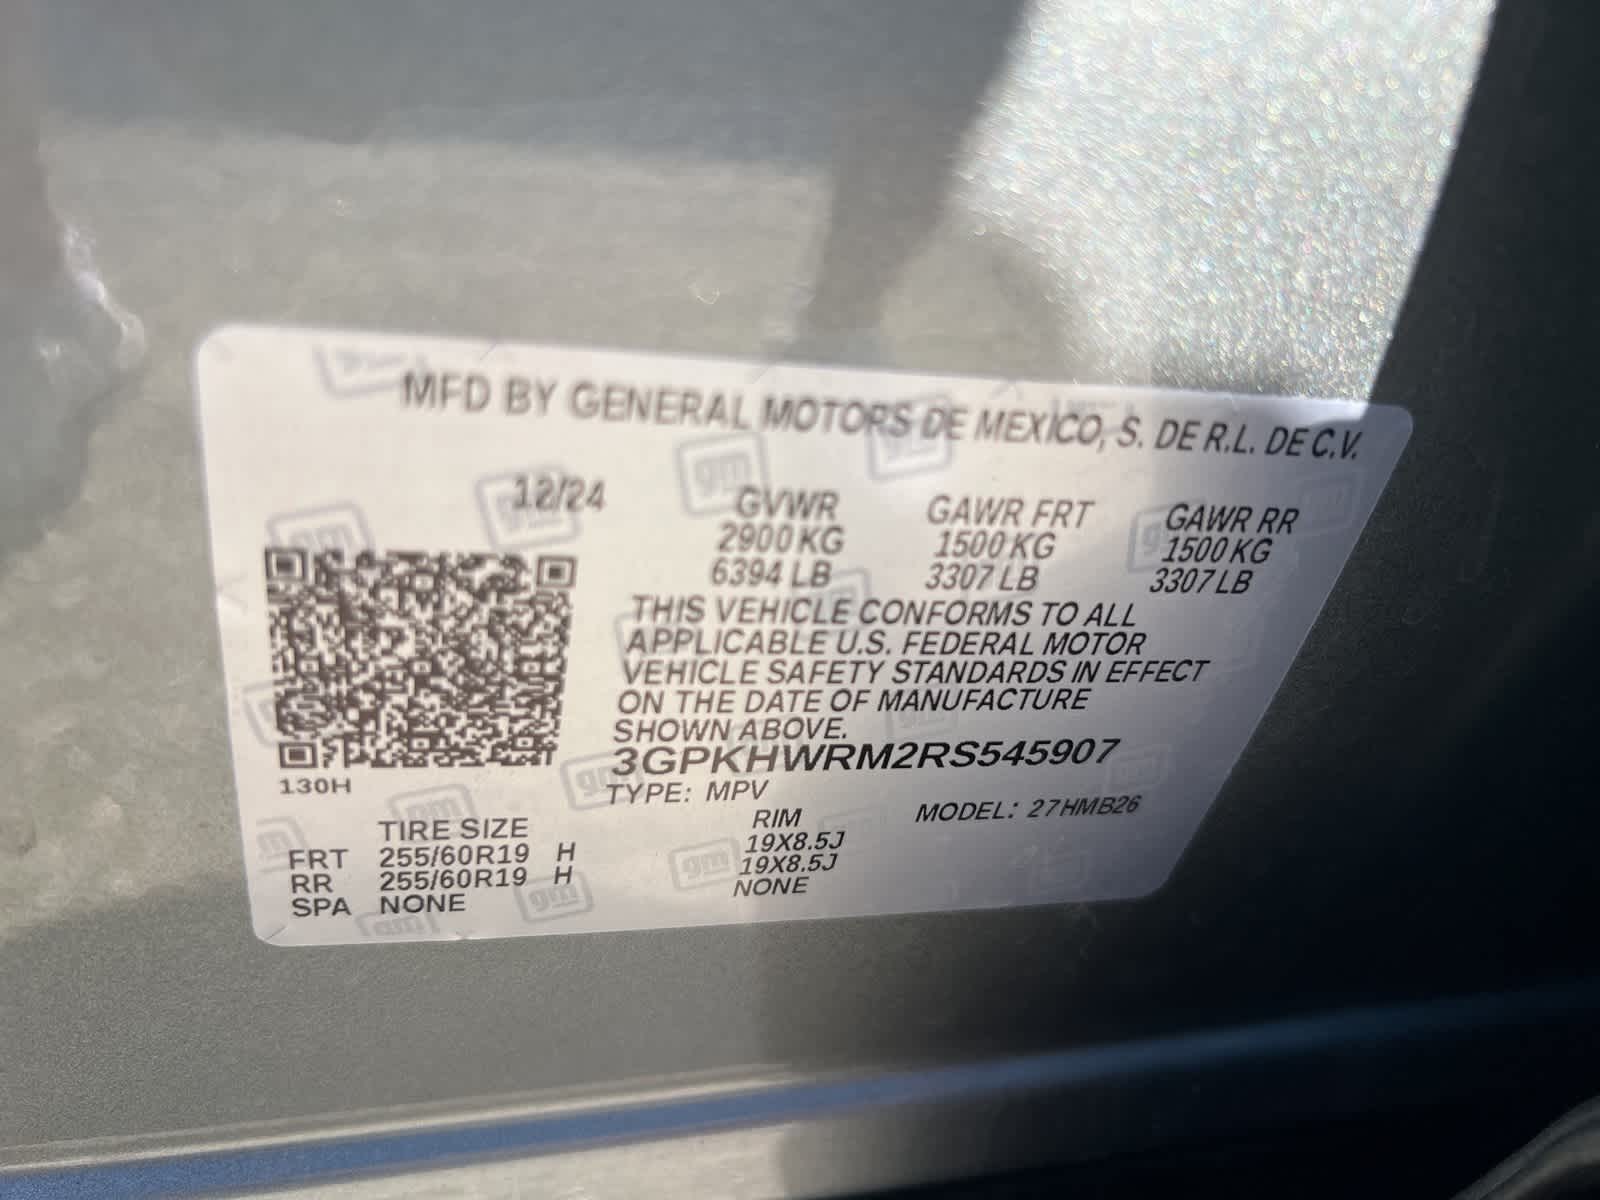 MFD BY GENERAL MOTORS DE MEXICO, S. DE R.L. DE C.V.
12/24 GVWR GAWR FRT GAWR RR
2900 KG 1500 KG 1500 KG
6394 LB 3307 LB 3307 LB
THIS VEHICLE CONFORMS TO ALL
APPLICABLE U.S. FEDERAL MOTOR
VEHICLE SAFETY STANDARDS IN EFFECT
ON THE DATE OF MANUFACTURE
SHOWN ABOVE.
3GPKHWRM2RS545907
130H TYPE: MPV MODEL: 27HMB26
TIRE SIZE RIM
FRT 255/60R19 H 19X8.5J
RR 255/60R19 H 19X8.5J
SPA NONE NONE
gm